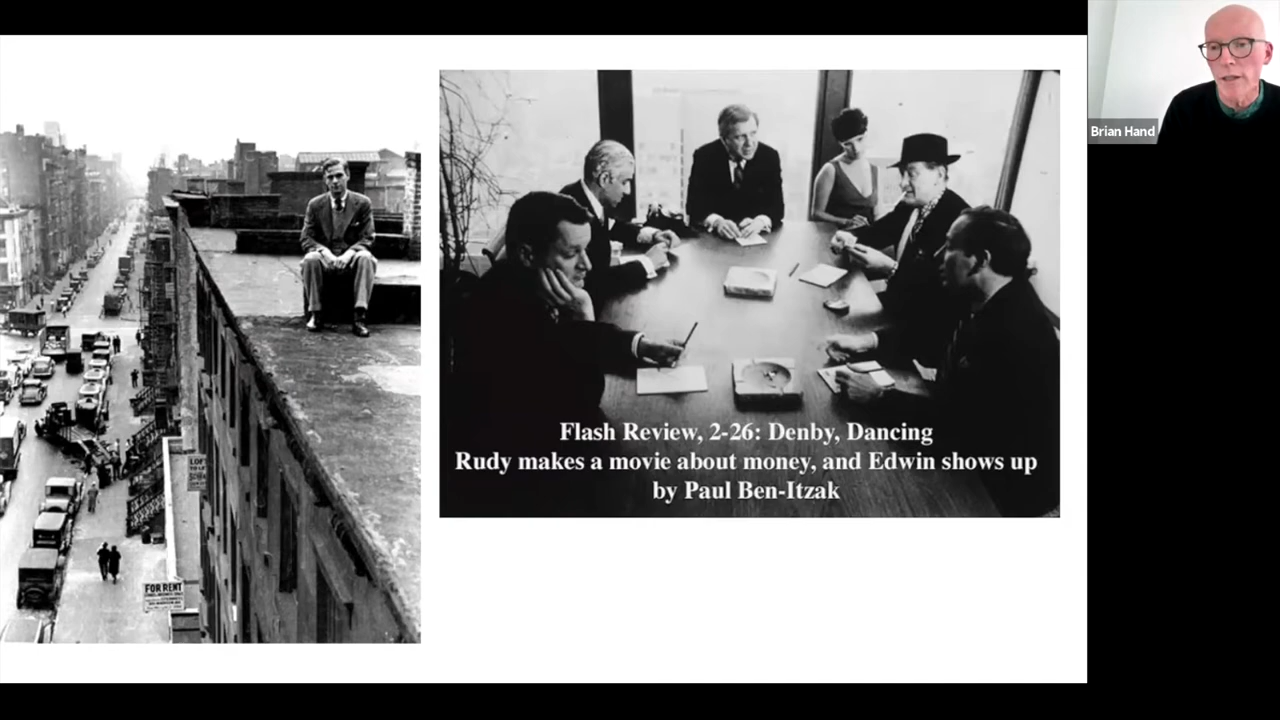 Brian Hand
Flash Review, 2-26: Denby, Dancing
Rudy makes a movie about money, and Edwin shows up
by Paul Ben-Itzak
LOFT
FOR RENT